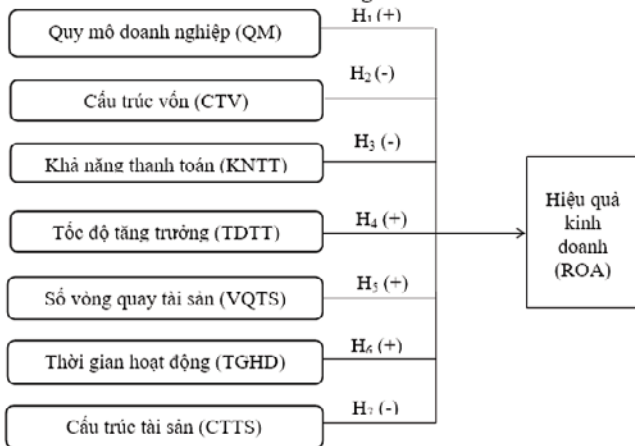 Quy mô doanh nghiệp (QM)
H₁ (+)
Cấu trúc vốn (CTV)
H₂ (-)
Khả năng thanh toán (KNTT)
H₃ (-)
Tốc độ tăng trưởng (TDTT)
H₄ (+)
Số vòng quay tài sản (VQTS)
H₅ (+)
Thời gian hoạt động (TGHD)
H₆ (+)
Cấu trúc tài sản (CTTS)
H₇ (-)
Hiệu quả
kinh
doanh
(ROA)